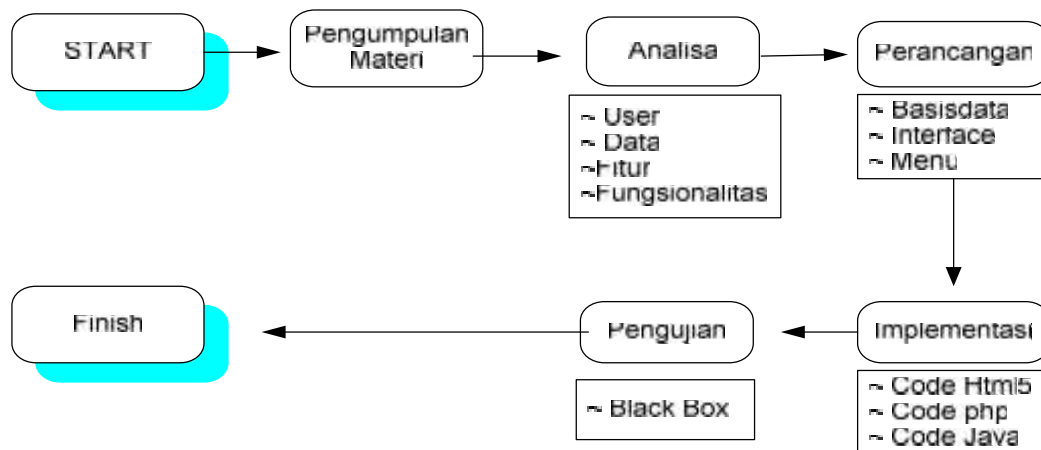 START
Pengumpulan
Materi
Analisa
~ User
~ Data
~Fitur
~Fungsionalitas
Perancangan
~ Basisdata
~ Interface
~ Menu
Implementasi
~ Code Html5
~ Code php
~ Code Java
Pengujian
~ Black Box
Finish